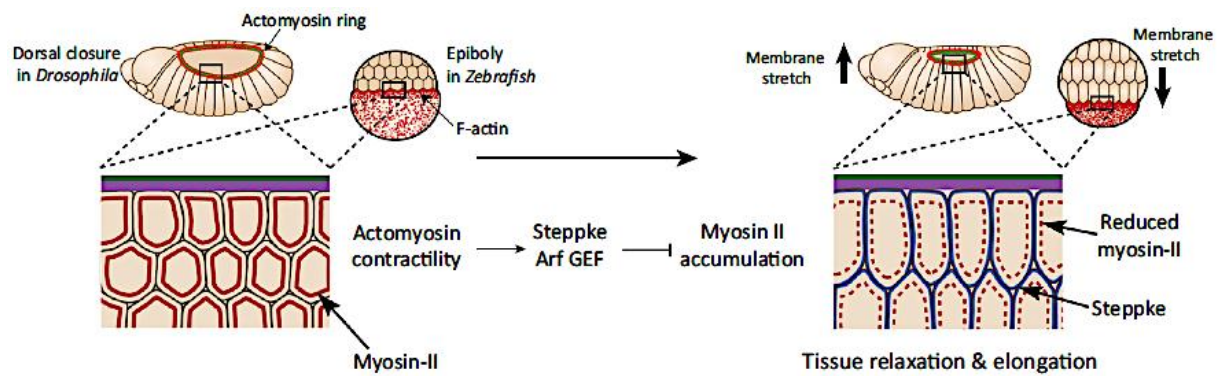 Actomyosin ring
Dorsal closure
in Drosophila
Epiboly
in Zebrafish
F-actin
Membrane
stretch
Membrane
stretch
Actomyosin
contractility
Steppke
Arf GEF
Myosin II
accumulation
Reduced
myosin-II
Steppke
Myosin-II
Tissue relaxation & elongation